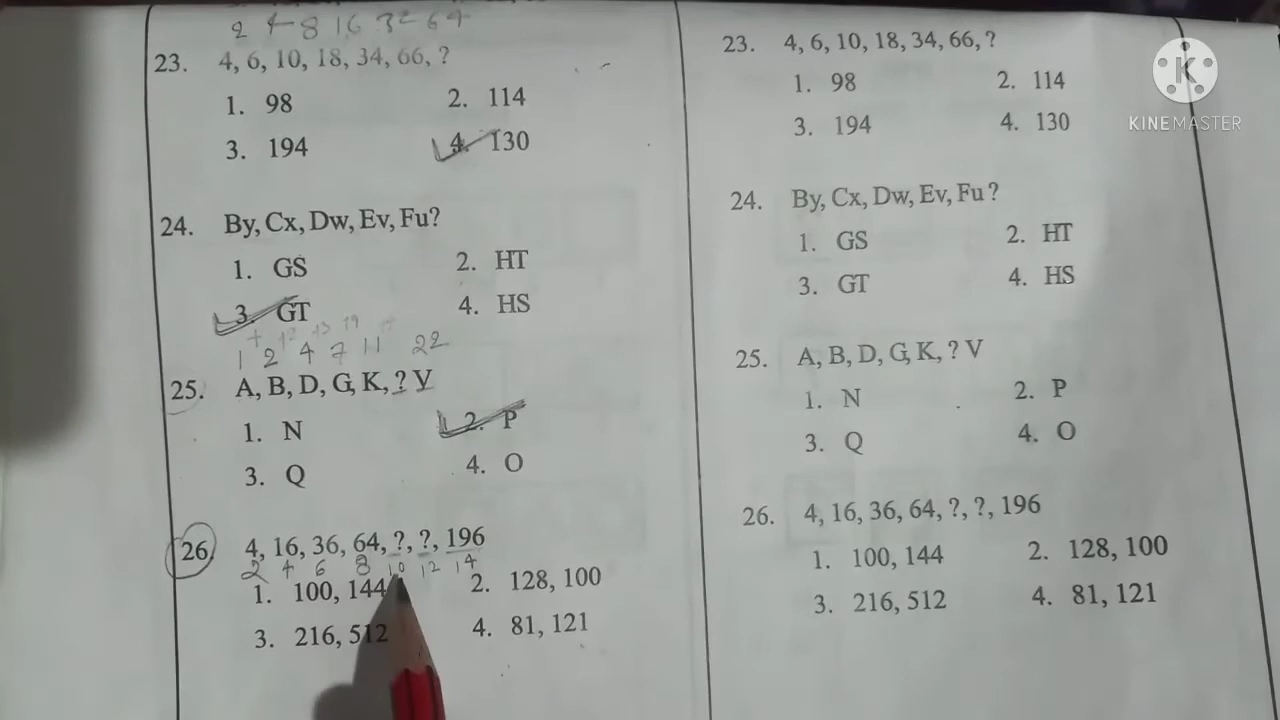 2 4 8 16 32 64
23. 4, 6, 10, 18, 34, 66, ?
1. 98 2. 114
3. 194 4. 130
24. By, Cx, Dw, Ev, Fu?
1. GS 2. HT
3. GT 4. HS
1 2 4 7 11 22
25. A, B, D, G, K, ? V
1. N 2. P
3. Q 4. O
26. 4, 16, 36, 64, ?, ?, 196
2 4 6 8 10 12 14
1. 100, 144 2. 128, 100
3. 216, 512 4. 81, 121
23. 4, 6, 10, 18, 34, 66, ?
1. 98 2. 114
3. 194 4. 130
24. By, Cx, Dw, Ev, Fu?
1. GS 2. HT
3. GT 4. HS
25. A, B, D, G, K, ? V
1. N 2. P
3. Q 4. O
26. 4, 16, 36, 64, ?, ?, 196
1. 100, 144 2. 128, 100
3. 216, 512 4. 81, 121
K
KINEMASTER